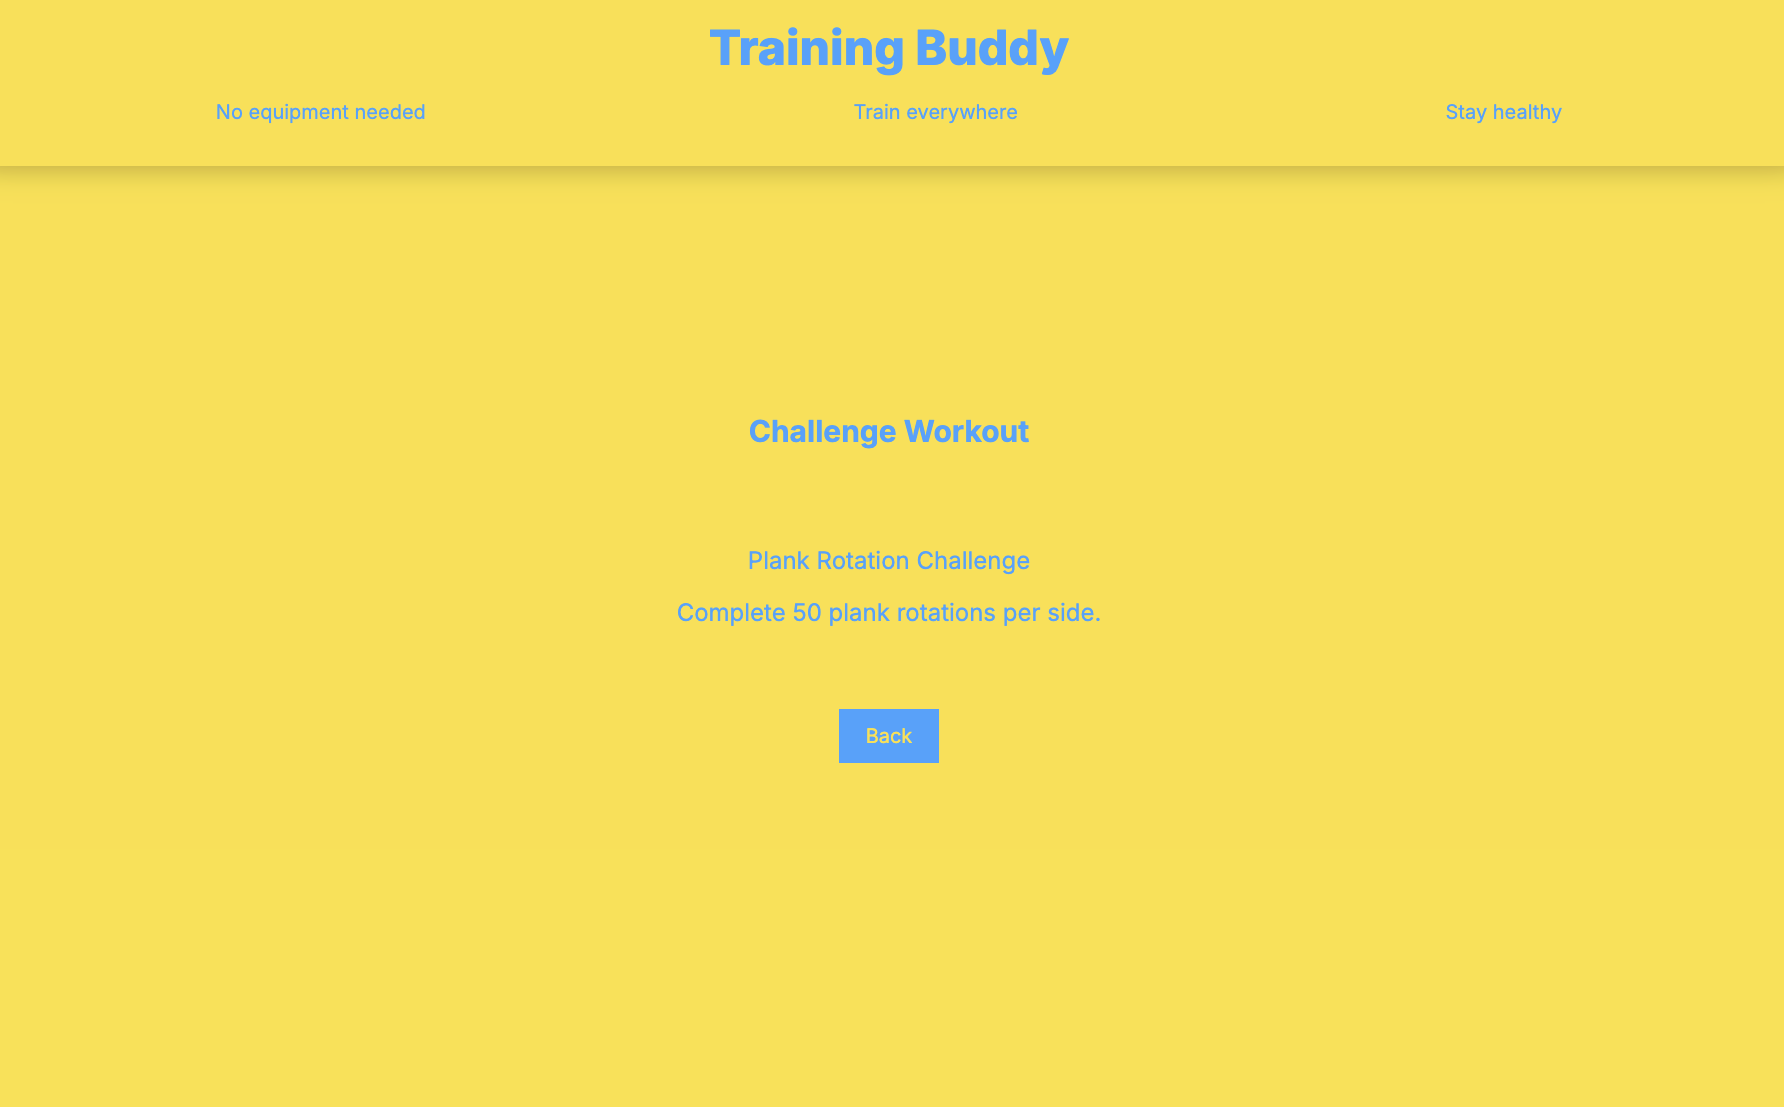 Training Buddy
No equipment needed
Train everywhere
Stay healthy
Challenge Workout
Plank Rotation Challenge
Complete 50 plank rotations per side.
Back